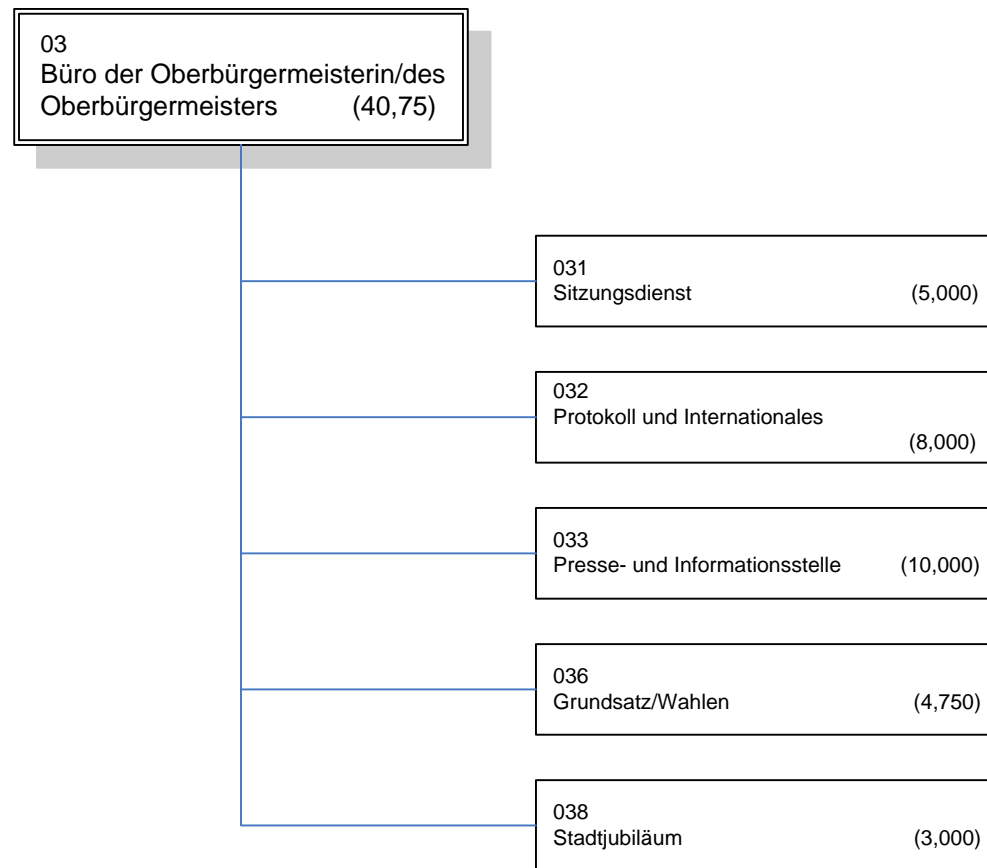 03
Büro der Oberbürgermeisterin/des
Oberbürgermeisters (40,75)
031
Sitzungsdienst (5,000)
032
Protokoll und Internationales
(8,000)
033
Presse- und Informationsstelle (10,000)
036
Grundsatz/Wahlen (4,750)
038
Stadtjubiläum (3,000)